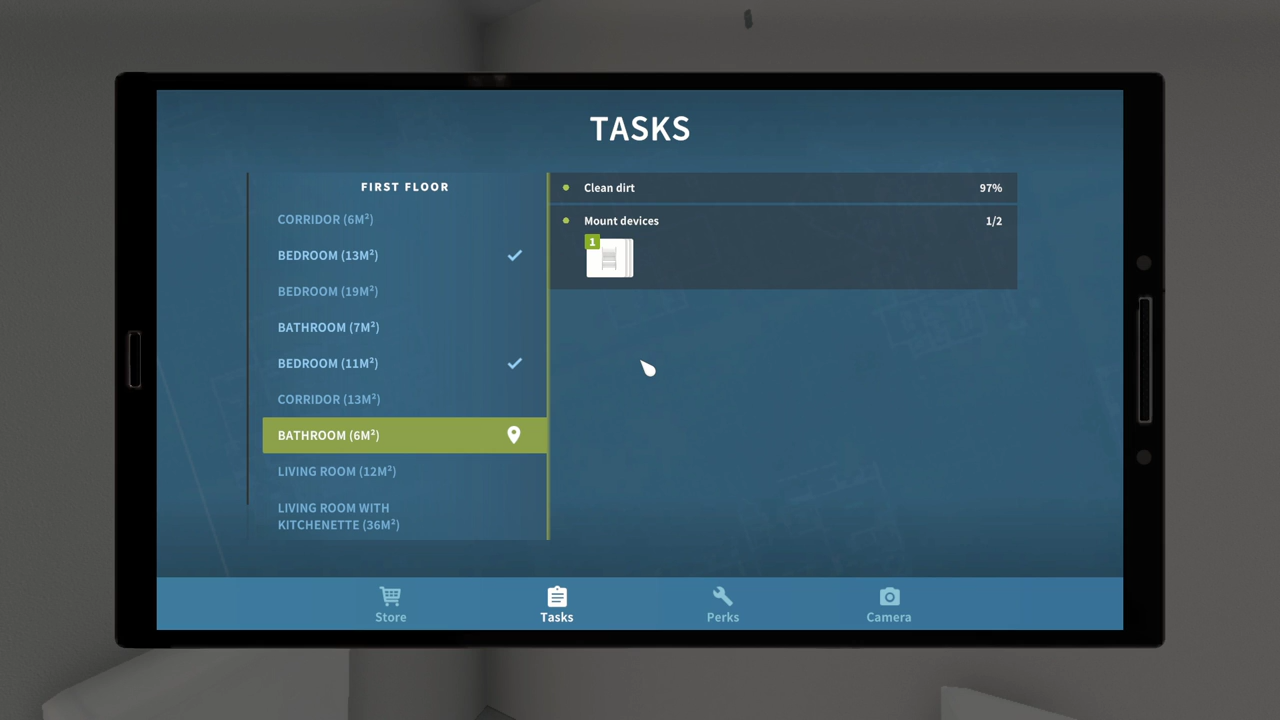 TASKS
FIRST FLOOR
CORRIDOR (6M²)
BEDROOM (13M²)
BEDROOM (19M²)
BATHROOM (7M²)
BEDROOM (11M²)
CORRIDOR (13M²)
BATHROOM (6M²)
LIVING ROOM (12M²)
LIVING ROOM WITH
KITCHENETTE (36M²)
Clean dirt 97%
Mount devices 1/2
1
Store Tasks Perks Camera